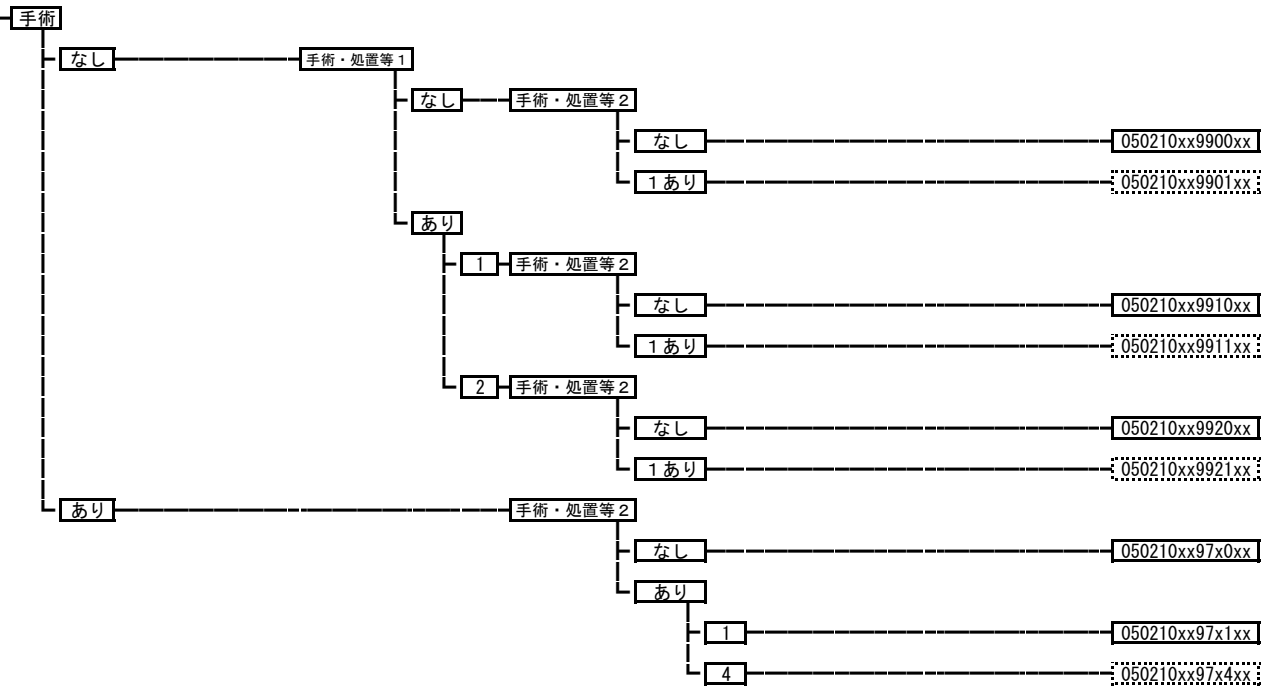 手術
なし 手術・処置等1
なし 手術・処置等2
なし 050210xx9900xx
1あり 050210xx9901xx
あり
1 手術・処置等2
なし 050210xx9910xx
1あり 050210xx9911xx
2 手術・処置等2
なし 050210xx9920xx
1あり 050210xx9921xx
あり 手術・処置等2
なし 050210xx97x0xx
あり
1 050210xx97x1xx
4 050210xx97x4xx